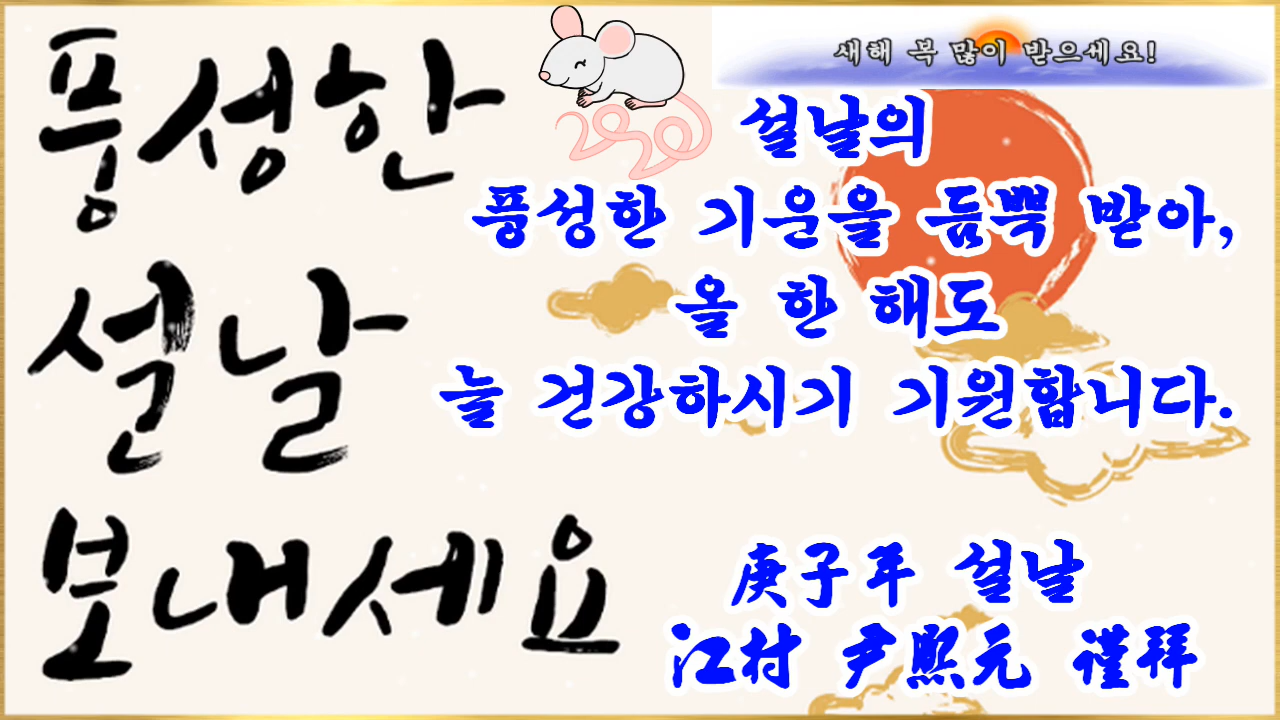 풍성한
설날
보내세요
2020
새해 복 많이 받으세요!
설날의
풍성한 기운을 듬뿍 받아,
올 한 해도
늘 건강하시기 기원합니다.
庚子年 설날
江村 尹熙元 謹拜